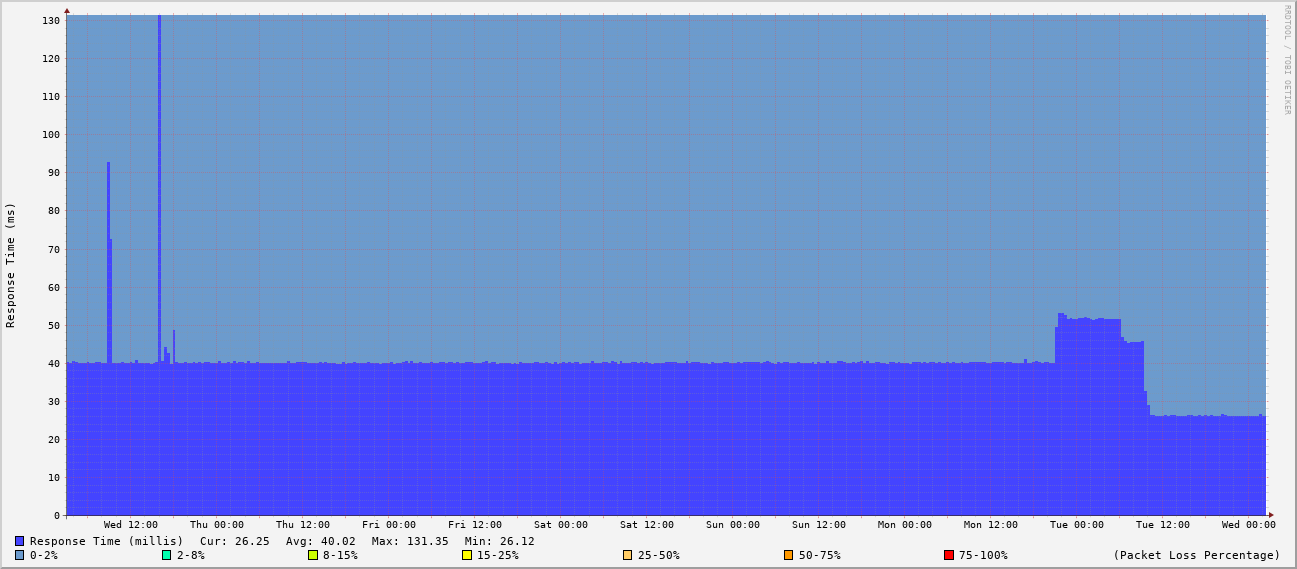 RRDTOOL / TOBI OETIKER
Response Time (ms)
130
120
110
100
90
80
70
60
50
40
30
20
10
0
Wed 12:00 Thu 00:00 Thu 12:00 Fri 00:00 Fri 12:00 Sat 00:00 Sat 12:00 Sun 00:00 Sun 12:00 Mon 00:00 Mon 12:00 Tue 00:00 Tue 12:00 Wed 00:00
Response Time (millis) Cur: 26.25 Avg: 40.02 Max: 131.35 Min: 26.12
0-2% 2-8% 8-15% 15-25% 25-50% 50-75% 75-100% (Packet Loss Percentage)